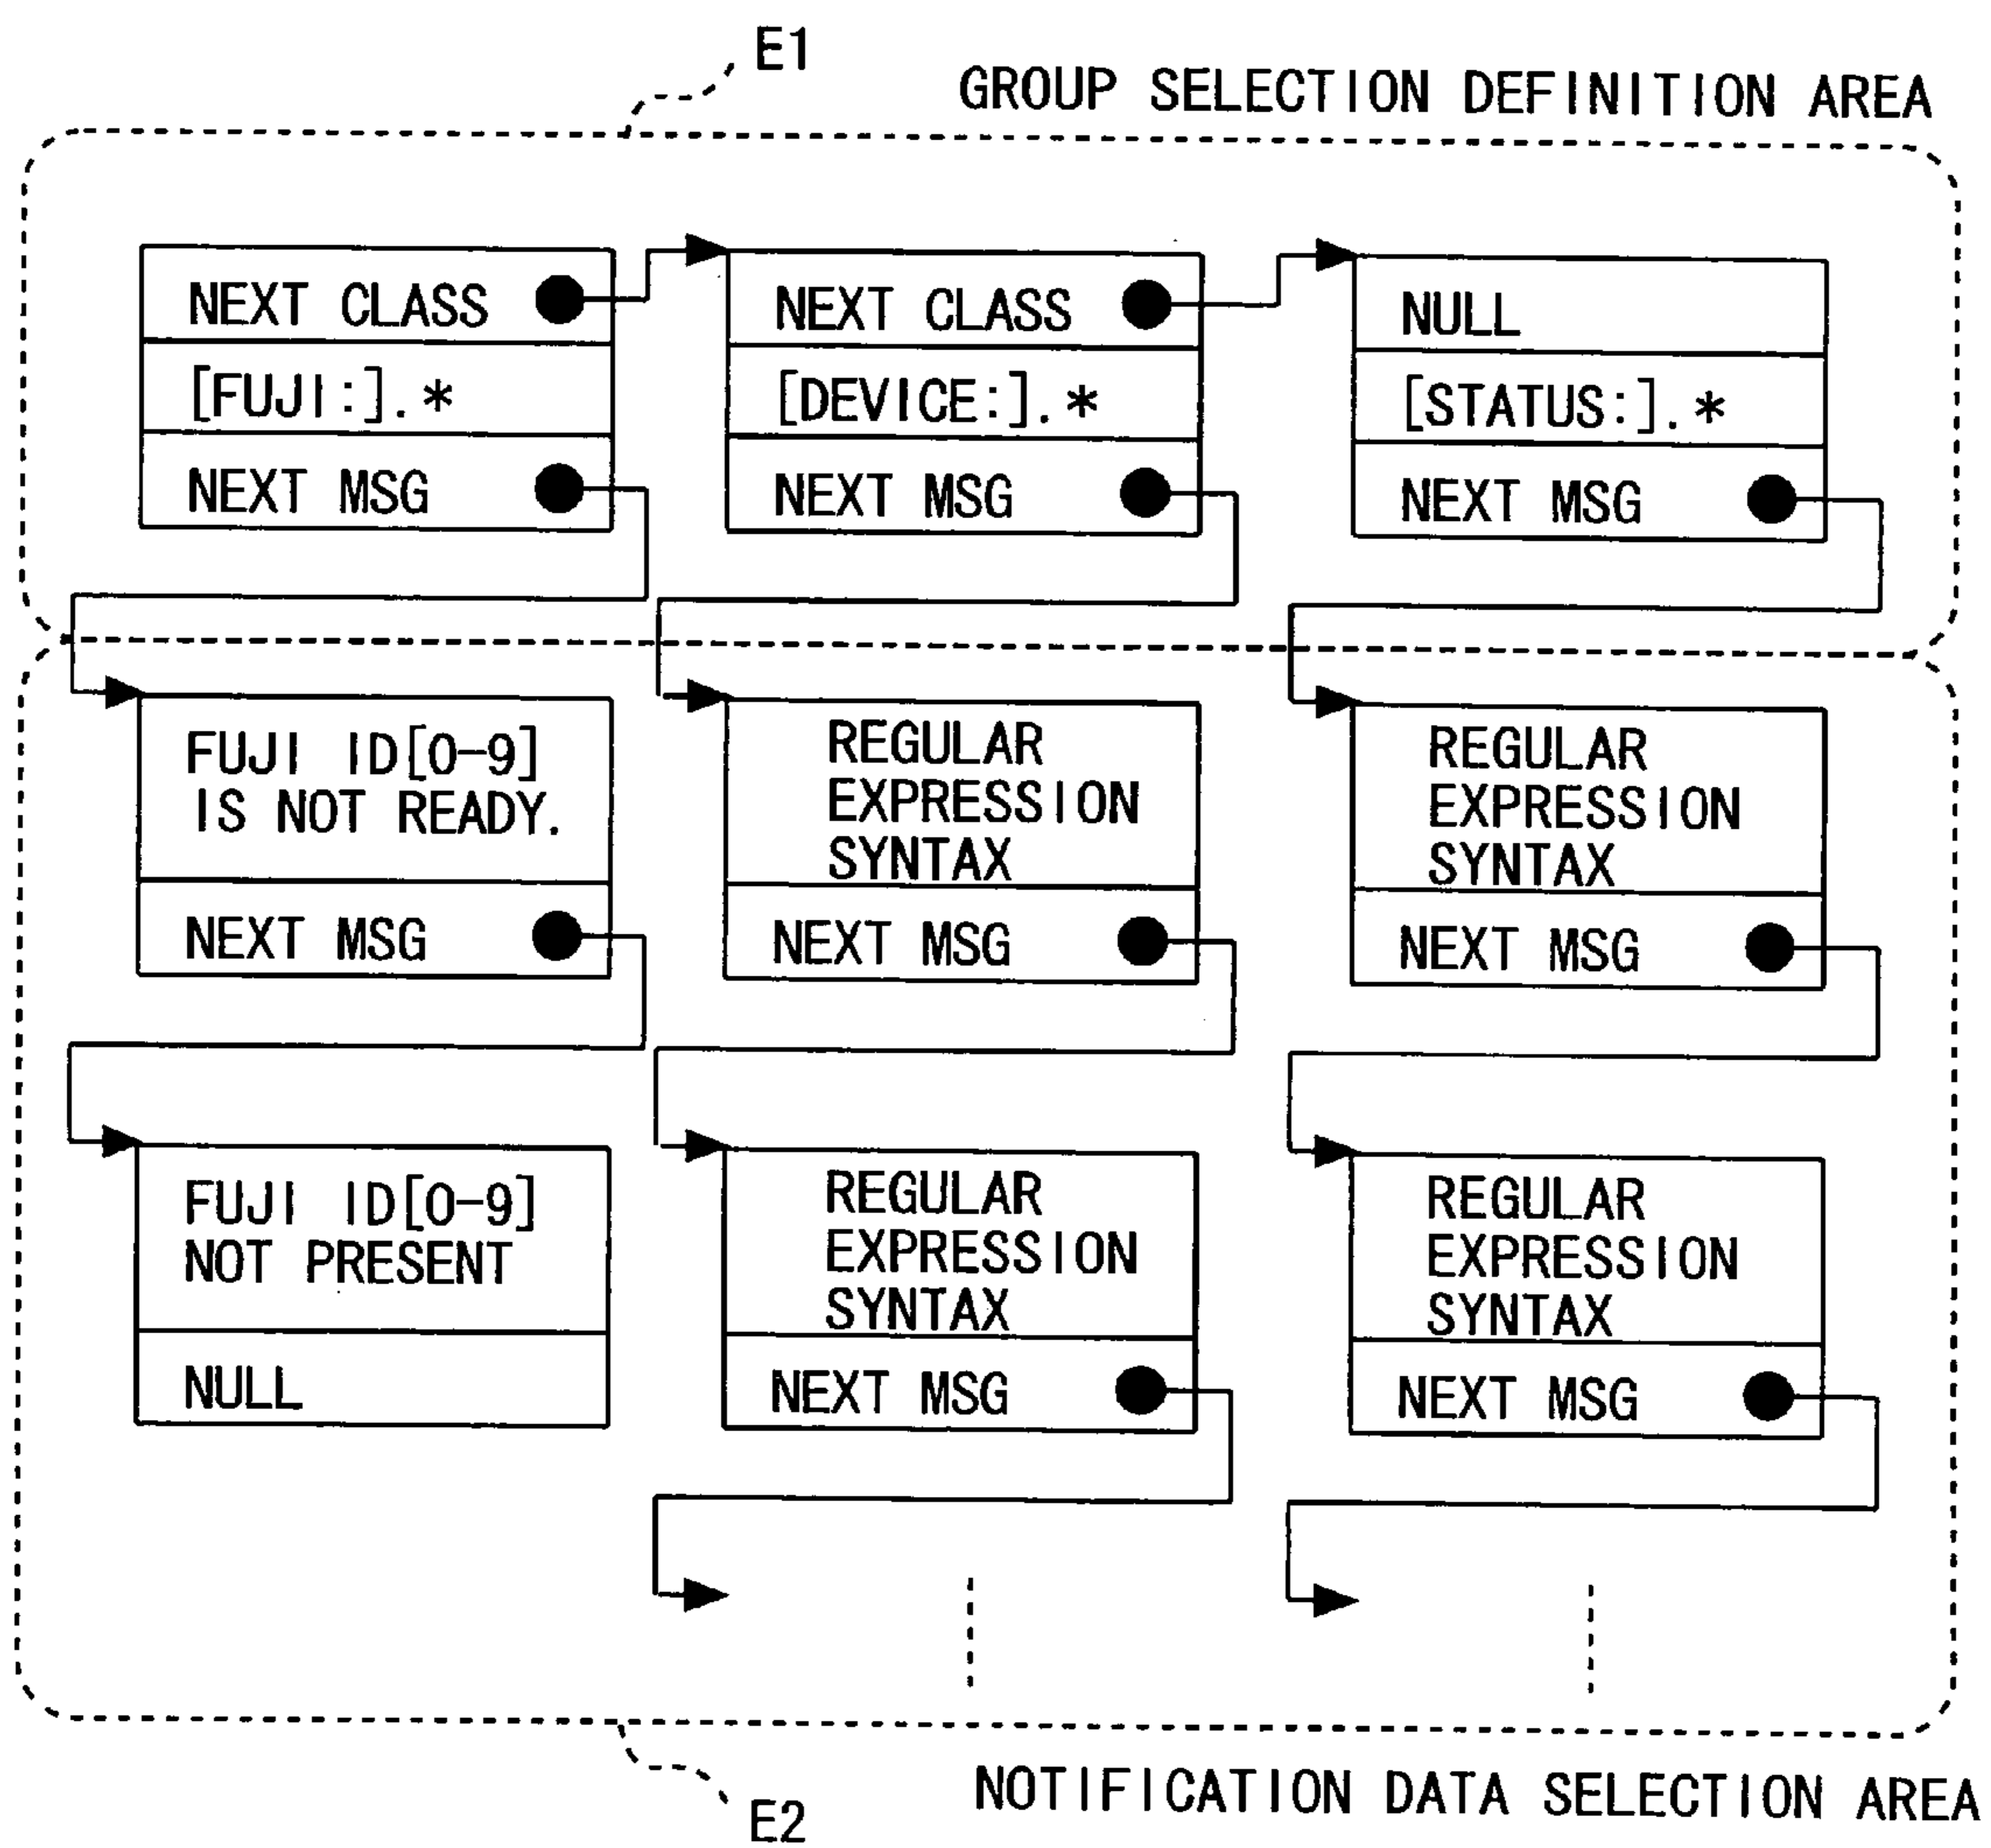 E1
GROUP SELECTION DEFINITION AREA
NEXT CLASS
[FUJI:].*
NEXT MSG
NEXT CLASS
[DEVICE:].*
NEXT MSG
NULL
[STATUS:].*
NEXT MSG
FUJI ID[0-9]
IS NOT READY.
NEXT MSG
REGULAR
EXPRESSION
SYNTAX
NEXT MSG
REGULAR
EXPRESSION
SYNTAX
NEXT MSG
FUJI ID[0-9]
NOT PRESENT
NULL
REGULAR
EXPRESSION
SYNTAX
NEXT MSG
REGULAR
EXPRESSION
SYNTAX
NEXT MSG
NOTIFICATION DATA SELECTION AREA
E2